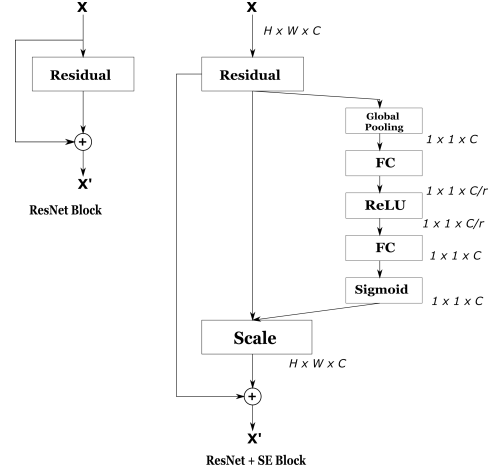 X
Residual
+
X'
ResNet Block
X
H x W x C
Residual
Global
Pooling
1 x 1 x C
FC
1 x 1 x C/r
ReLU
1 x 1 x C/r
FC
1 x 1 x C
Sigmoid
1 x 1 x C
Scale
H x W x C
+
X'
ResNet + SE Block